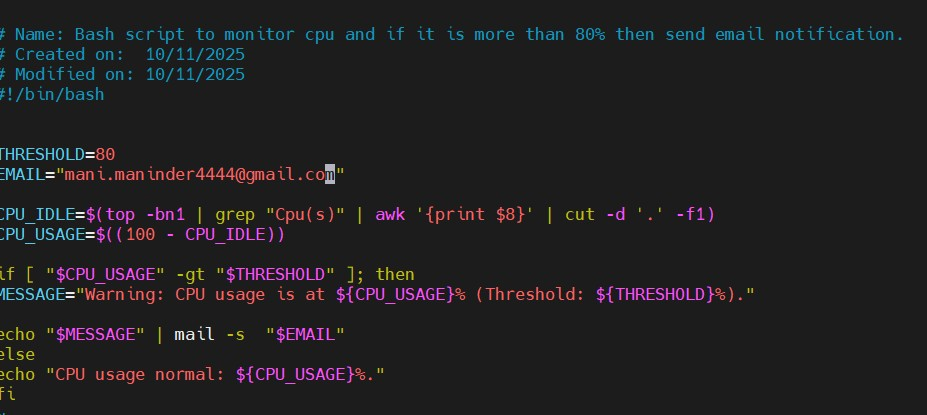 # Name: Bash script to monitor cpu and if it is more than 80% then send email notification.
# Created on:  10/11/2025
# Modified on: 10/11/2025
#!/bin/bash
THRESHOLD=80
EMAIL="mani.maninder4444@gmail.com"
CPU_IDLE=$(top -bn1 | grep "Cpu(s)" | awk '{print $8}' | cut -d '.' -f1)
CPU_USAGE=$((100 - CPU_IDLE))
if [ "$CPU_USAGE" -gt "$THRESHOLD" ]; then
MESSAGE="Warning: CPU usage is at ${CPU_USAGE}% (Threshold: ${THRESHOLD}%)."
echo "$MESSAGE" | mail -s  "$EMAIL"
else
echo "CPU usage normal: ${CPU_USAGE}%."
fi